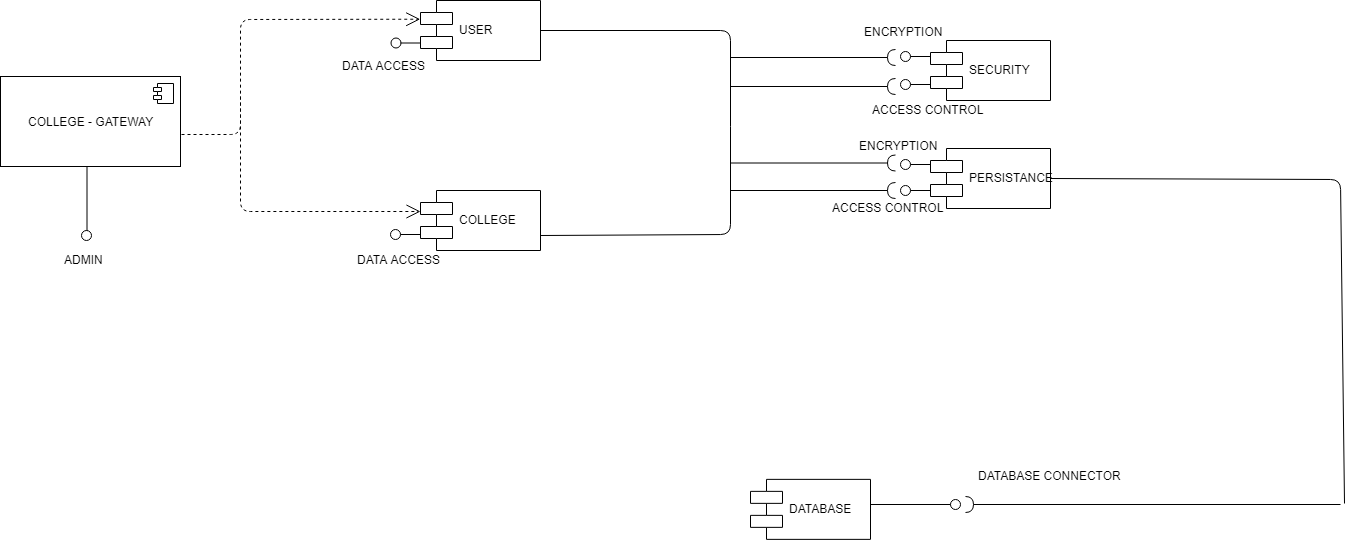 USER
DATA ACCESS
COLLEGE - GATEWAY
ADMIN
COLLEGE
DATA ACCESS
ENCRYPTION
SECURITY
ACCESS CONTROL
ENCRYPTION
PERSISTANCE
ACCESS CONTROL
DATABASE CONNECTOR
DATABASE